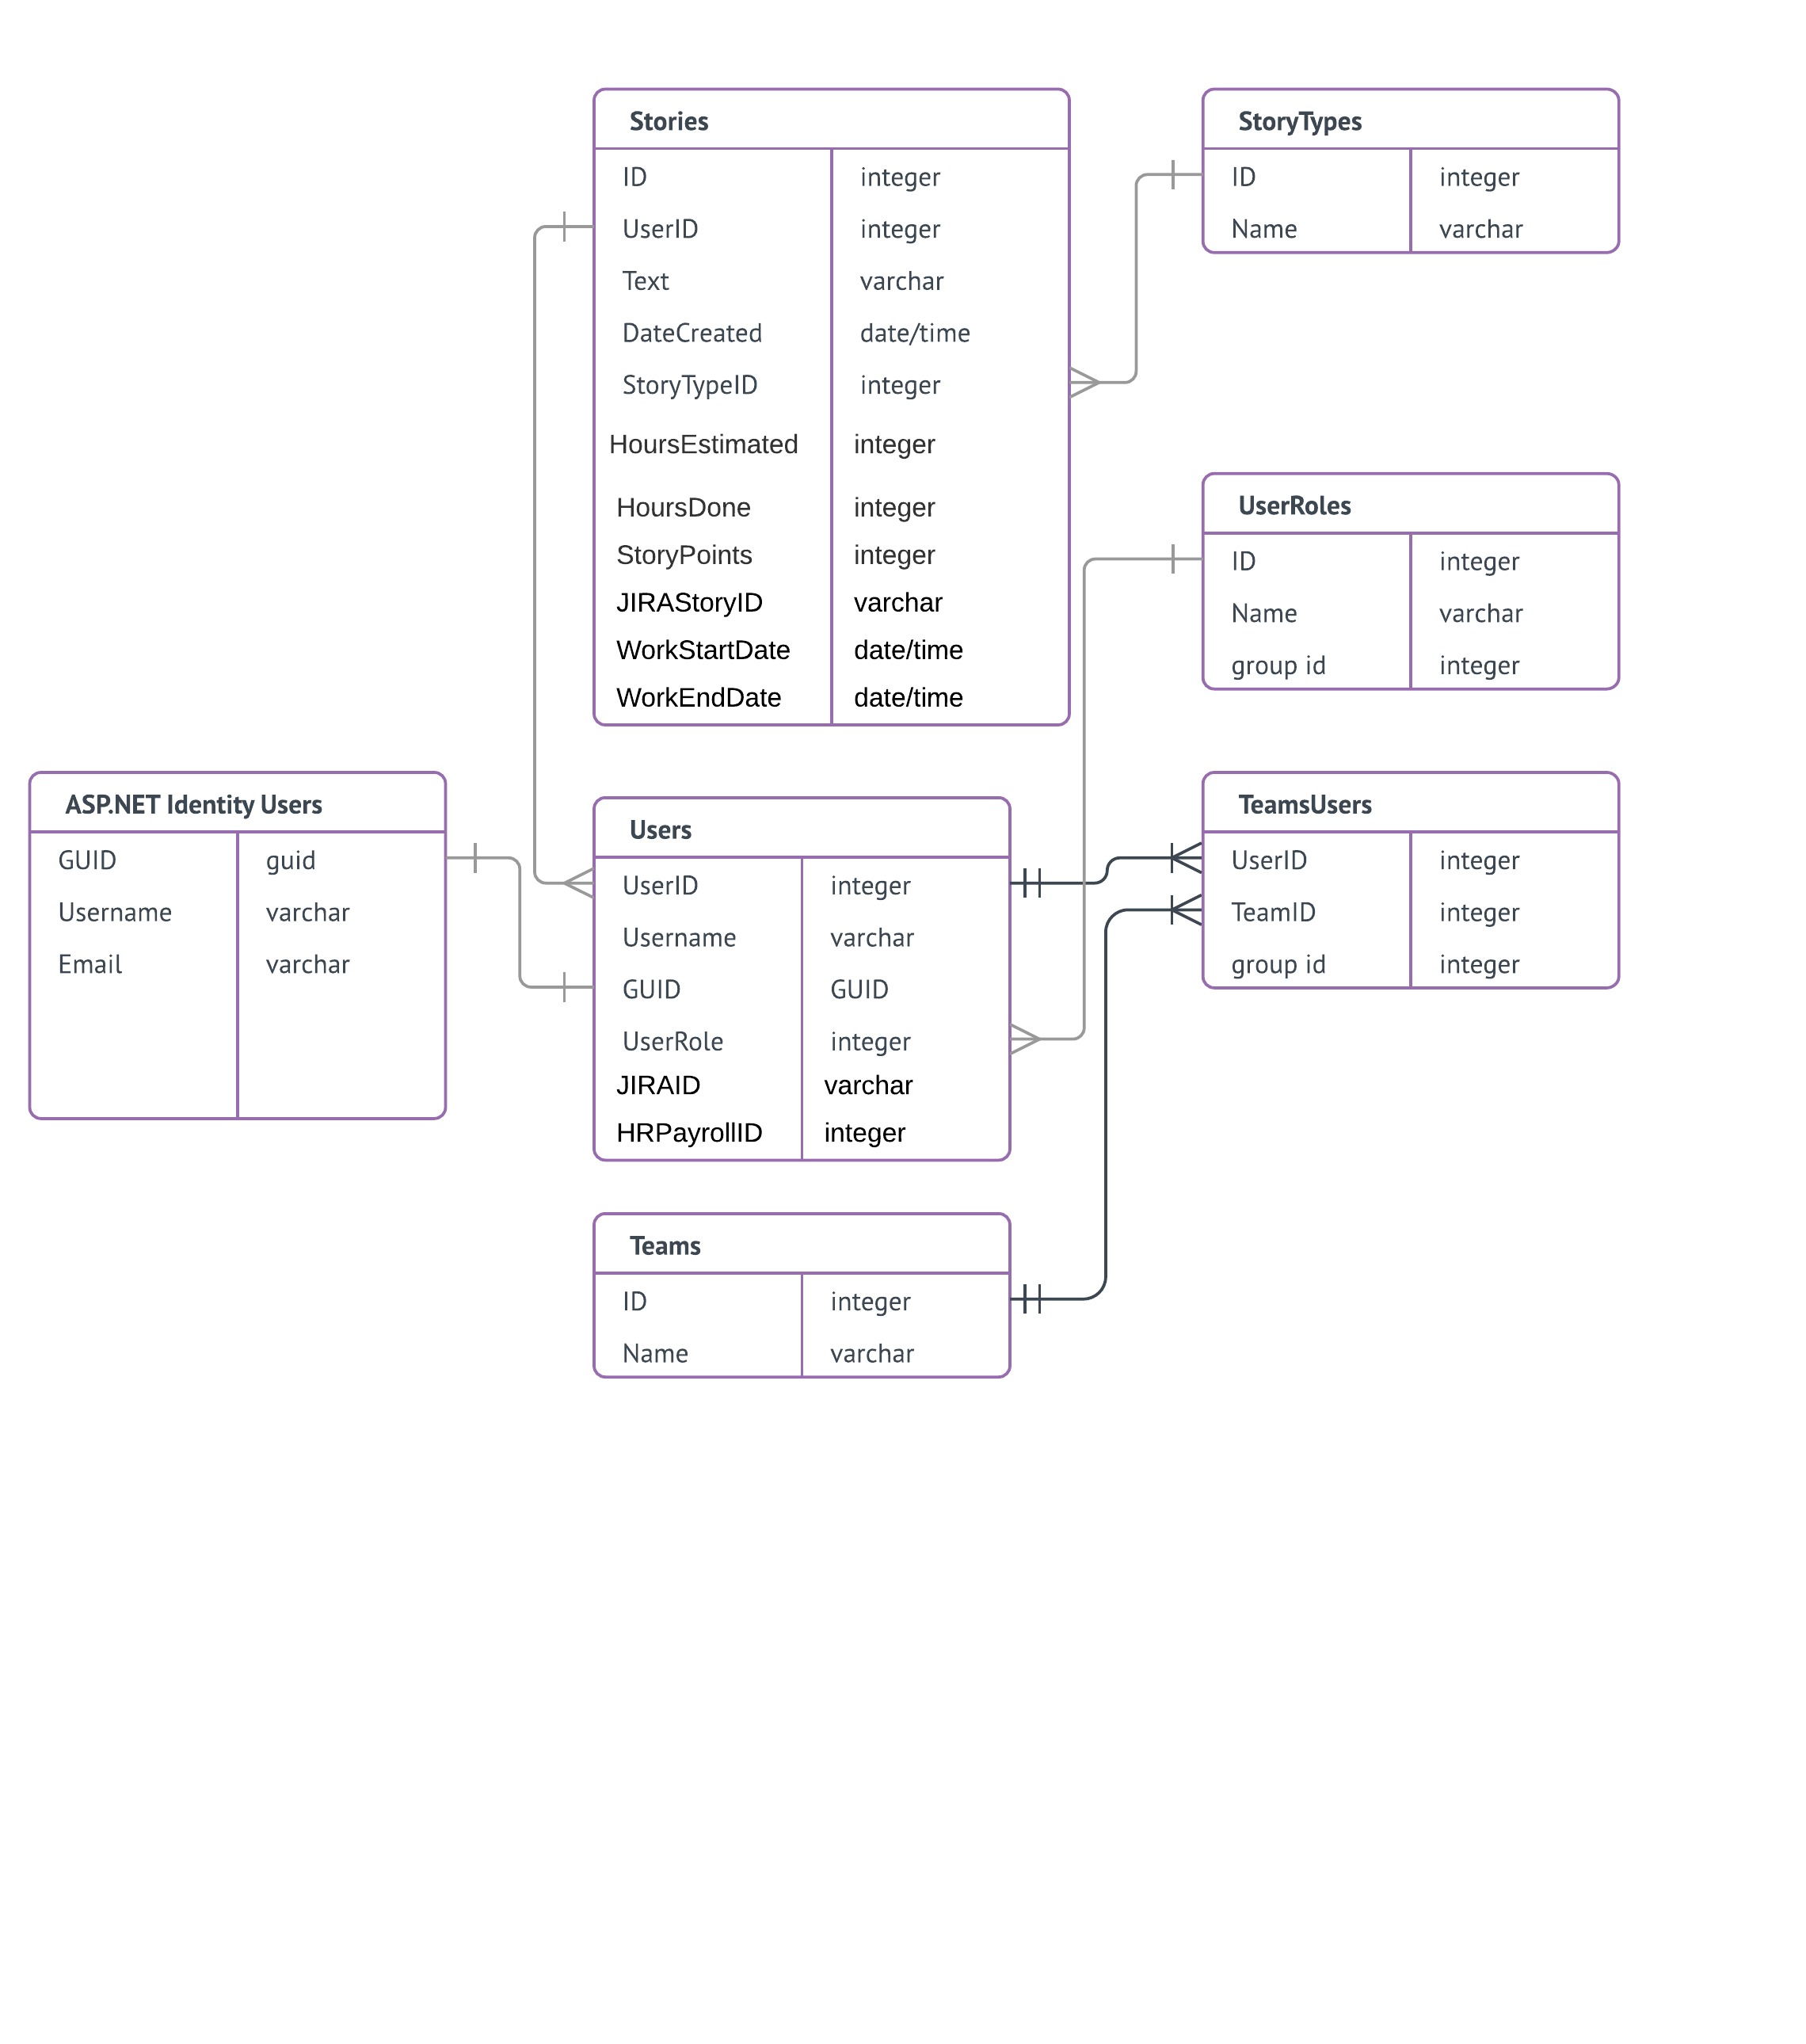 Stories
ID integer
UserID integer
Text varchar
DateCreated date/time
StoryTypeID integer
HoursEstimated integer
HoursDone integer
StoryPoints integer
JIRAStoryID varchar
WorkStartDate date/time
WorkEndDate date/time
StoryTypes
ID integer
Name varchar
UserRoles
ID integer
Name varchar
group id integer
ASP.NET Identity Users
GUID guid
Username varchar
Email varchar
Users
UserID integer
Username varchar
GUID GUID
UserRole integer
JIRAID varchar
HRPayrollID integer
TeamsUsers
UserID integer
TeamID integer
group id integer
Teams
ID integer
Name varchar